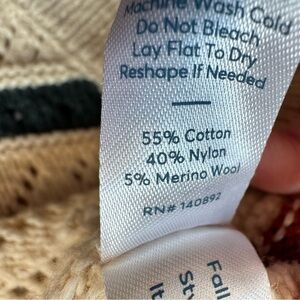 Machine Wash Cold
Do Not Bleach
Lay Flat To Dry
Reshape If Needed
55% Cotton
40% Nylon
5% Merino Wool
RN# 140892
Fall